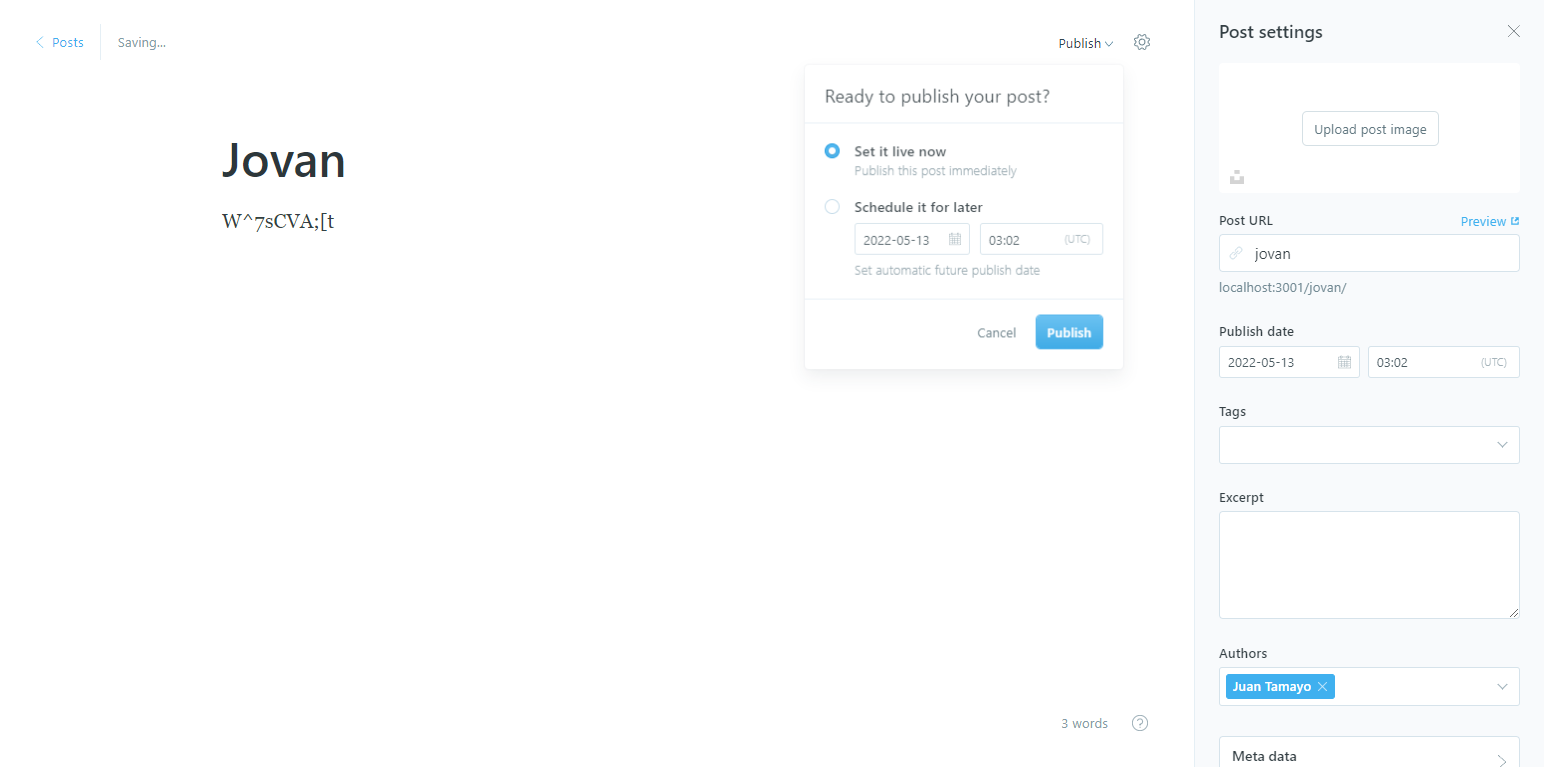 Posts
Saving...
Publish
Jovan
W^7sCVA;[t
Ready to publish your post?
Set it live now
Publish this post immediately
Schedule it for later
2022-05-13
03:02 (UTC)
Set automatic future publish date
Cancel
Publish
3 words
?
Post settings
Upload post image
Post URL
Preview
jovan
localhost:3001/jovan/
Publish date
2022-05-13
03:02 (UTC)
Tags
Excerpt
Authors
Juan Tamayo
Meta data